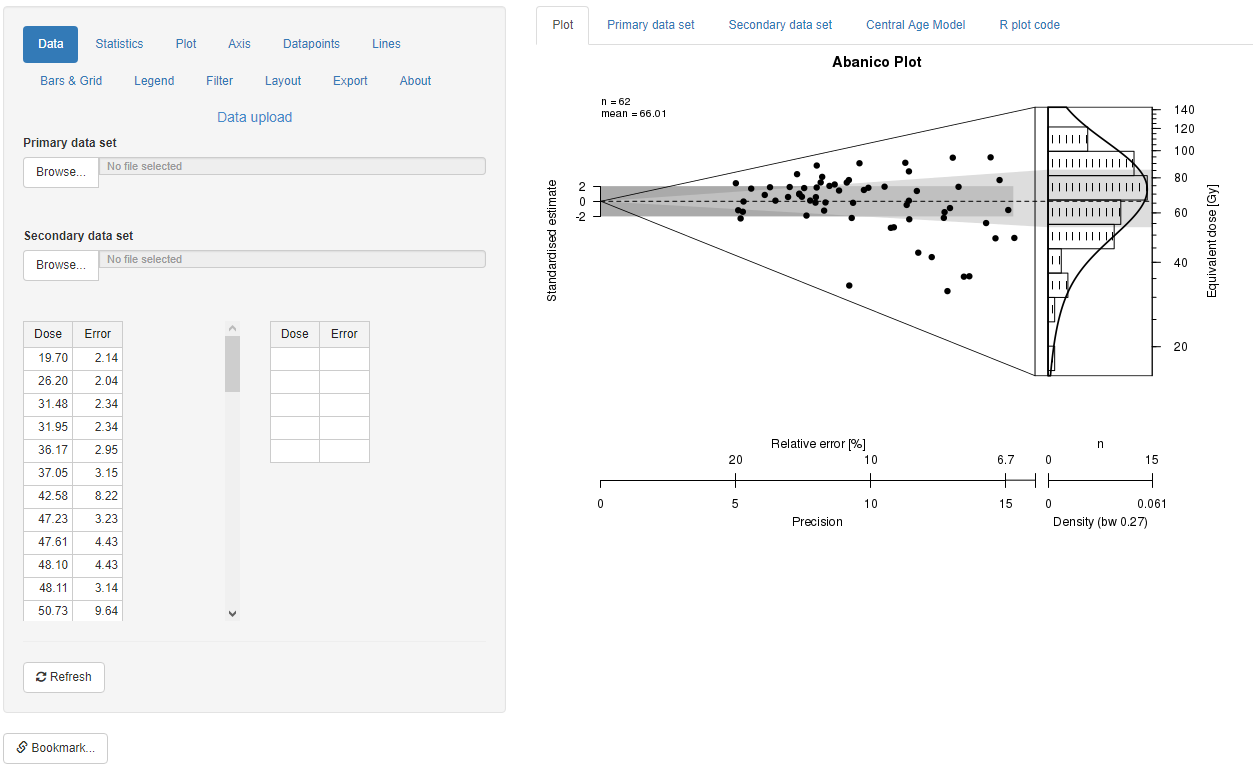 Data Statistics Plot Axis Datapoints Lines
Bars & Grid Legend Filter Layout Export About
Data upload
Primary data set
Browse... No file selected
Secondary data set
Browse... No file selected
Dose Error
19.70 2.14
26.20 2.04
31.48 2.34
31.95 2.34
36.17 2.95
37.05 3.15
42.58 8.22
47.23 3.23
47.61 4.43
48.10 4.43
48.11 3.14
50.73 9.64
Dose Error
Refresh
Bookmark...
Plot Primary data set Secondary data set Central Age Model R plot code
Abanico Plot
n = 62
mean = 66.01
Standardised estimate
2
0
-2
140
120
100
80
60
40
20
Equivalent dose [Gy]
Relative error [%]
20 10 6.7
0 5 10 15
Precision
n
0 15
0 0.061
Density (bw 0.27)